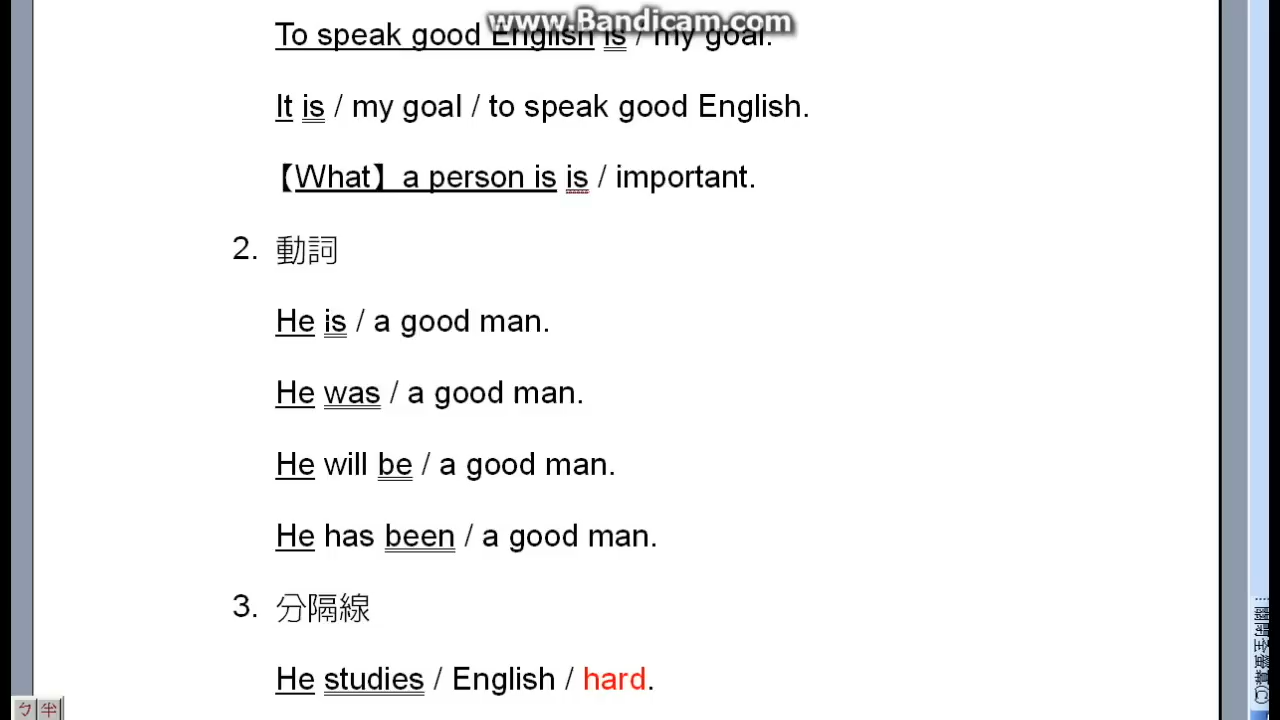 www.Bandicam.com
To speak good English is / my goal.
It is / my goal / to speak good English.
【What】a person is is / important.
2. 動詞
He is / a good man.
He was / a good man.
He will be / a good man.
He has been / a good man.
3. 分隔線
He studies / English / hard.
ㄅ半